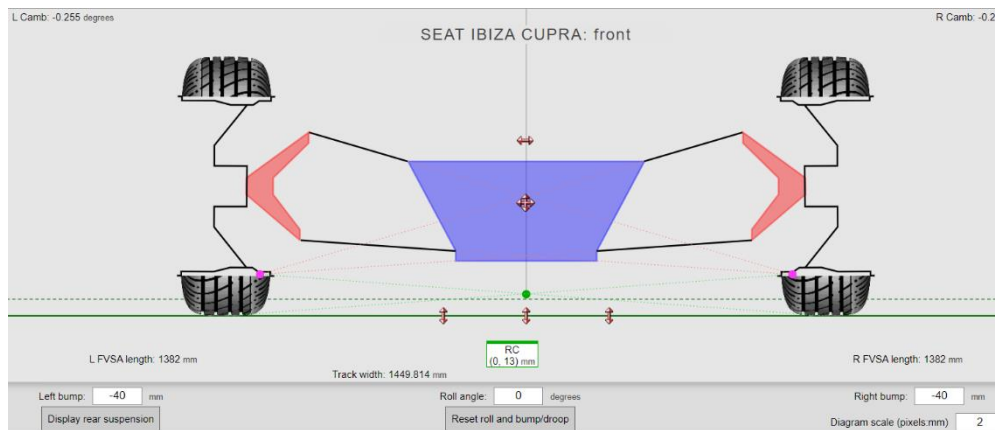 L Camb: -0.255 degrees
R Camb: -0.2
SEAT IBIZA CUPRA: front
L FVSA length: 1382 mm
RC
(0, 13) mm
R FVSA length: 1382 mm
Track width: 1449.814 mm
Left bump: -40 mm
Roll angle: 0 degrees
Right bump: -40 mm
Display rear suspension
Reset roll and bump/droop
Diagram scale (pixels:mm) 2